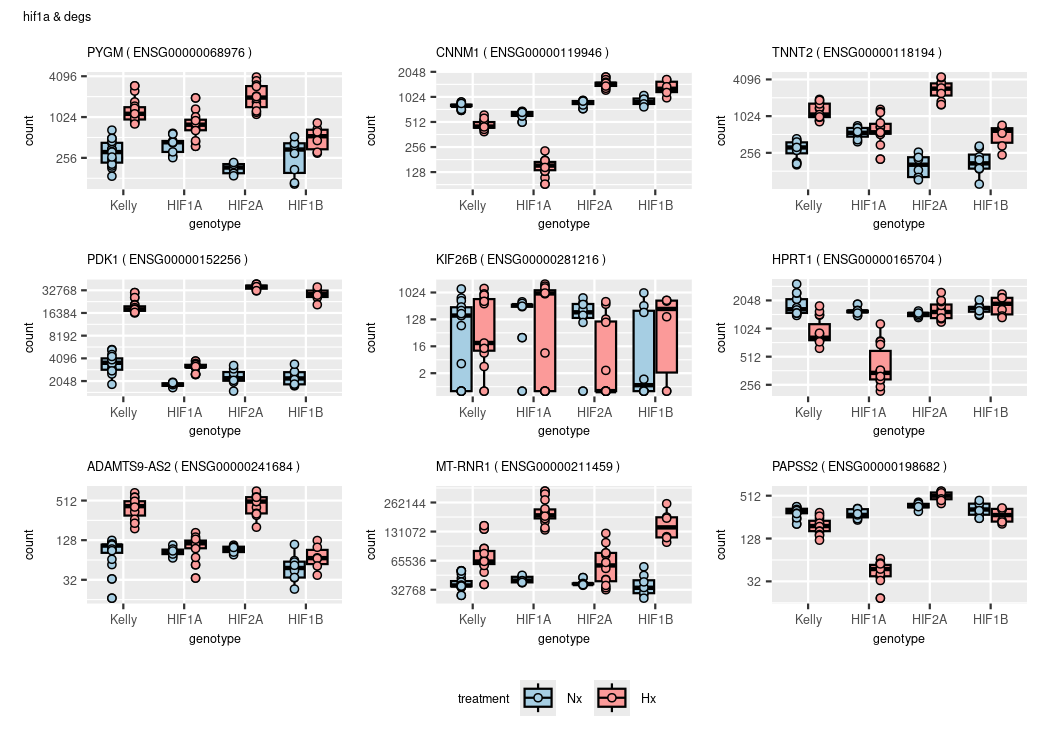 hif1a & degs
PYGM ( ENSG00000068976 )
CNNM1 ( ENSG00000119946 )
TNNT2 ( ENSG00000118194 )
count
4096
1024
256
Kelly HIF1A HIF2A HIF1B
genotype
count
2048
1024
512
256
128
Kelly HIF1A HIF2A HIF1B
genotype
count
4096
1024
256
Kelly HIF1A HIF2A HIF1B
genotype
PDK1 ( ENSG00000152256 )
KIF26B ( ENSG00000281216 )
HPRT1 ( ENSG00000165704 )
count
32768
16384
8192
4096
2048
Kelly HIF1A HIF2A HIF1B
genotype
count
1024
128
16
2
Kelly HIF1A HIF2A HIF1B
genotype
count
2048
1024
512
256
Kelly HIF1A HIF2A HIF1B
genotype
ADAMTS9-AS2 ( ENSG00000241684 )
MT-RNR1 ( ENSG00000211459 )
PAPSS2 ( ENSG00000198682 )
count
512
128
32
Kelly HIF1A HIF2A HIF1B
genotype
count
262144
131072
65536
32768
Kelly HIF1A HIF2A HIF1B
genotype
count
512
128
32
Kelly HIF1A HIF2A HIF1B
genotype
treatment Nx Hx